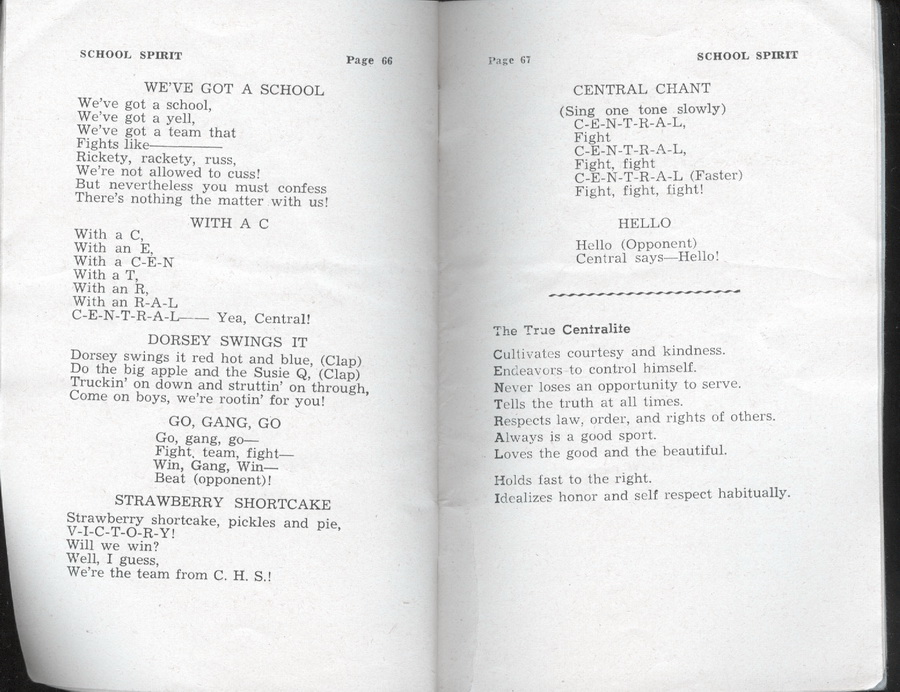 SCHOOL SPIRIT Page 66
WE'VE GOT A SCHOOL
We've got a school,
We've got a yell,
We've got a team that
Fights like————
Rickety, rackety, russ,
We're not allowed to cuss!
But nevertheless you must confess
There's nothing the matter with us!
WITH A C
With a C,
With an E,
With a C-E-N
With a T,
With an R,
With an R-A-L
C-E-N-T-R-A-L—— Yea, Central!
DORSEY SWINGS IT
Dorsey swings it red hot and blue, (Clap)
Do the big apple and the Susie Q, (Clap)
Truckin' on down and struttin' on through,
Come on boys, we're rootin' for you!
GO, GANG, GO
Go, gang, go—
Fight, team, fight—
Win, Gang, Win—
Beat (opponent)!
STRAWBERRY SHORTCAKE
Strawberry shortcake, pickles and pie,
V-I-C-T-O-R-Y!
Will we win?
Well, I guess,
We're the team from C. H. S.!
Page 67 SCHOOL SPIRIT
CENTRAL CHANT
(Sing one tone slowly)
C-E-N-T-R-A-L,
Fight
C-E-N-T-R-A-L,
Fight, fight
C-E-N-T-R-A-L (Faster)
Fight, fight, fight!
HELLO
Hello (Opponent)
Central says—Hello!
The True Centralite
Cultivates courtesy and kindness.
Endeavors to control himself.
Never loses an opportunity to serve.
Tells the truth at all times.
Respects law, order, and rights of others.
Always is a good sport.
Loves the good and the beautiful.
Holds fast to the right.
Idealizes honor and self respect habitually.